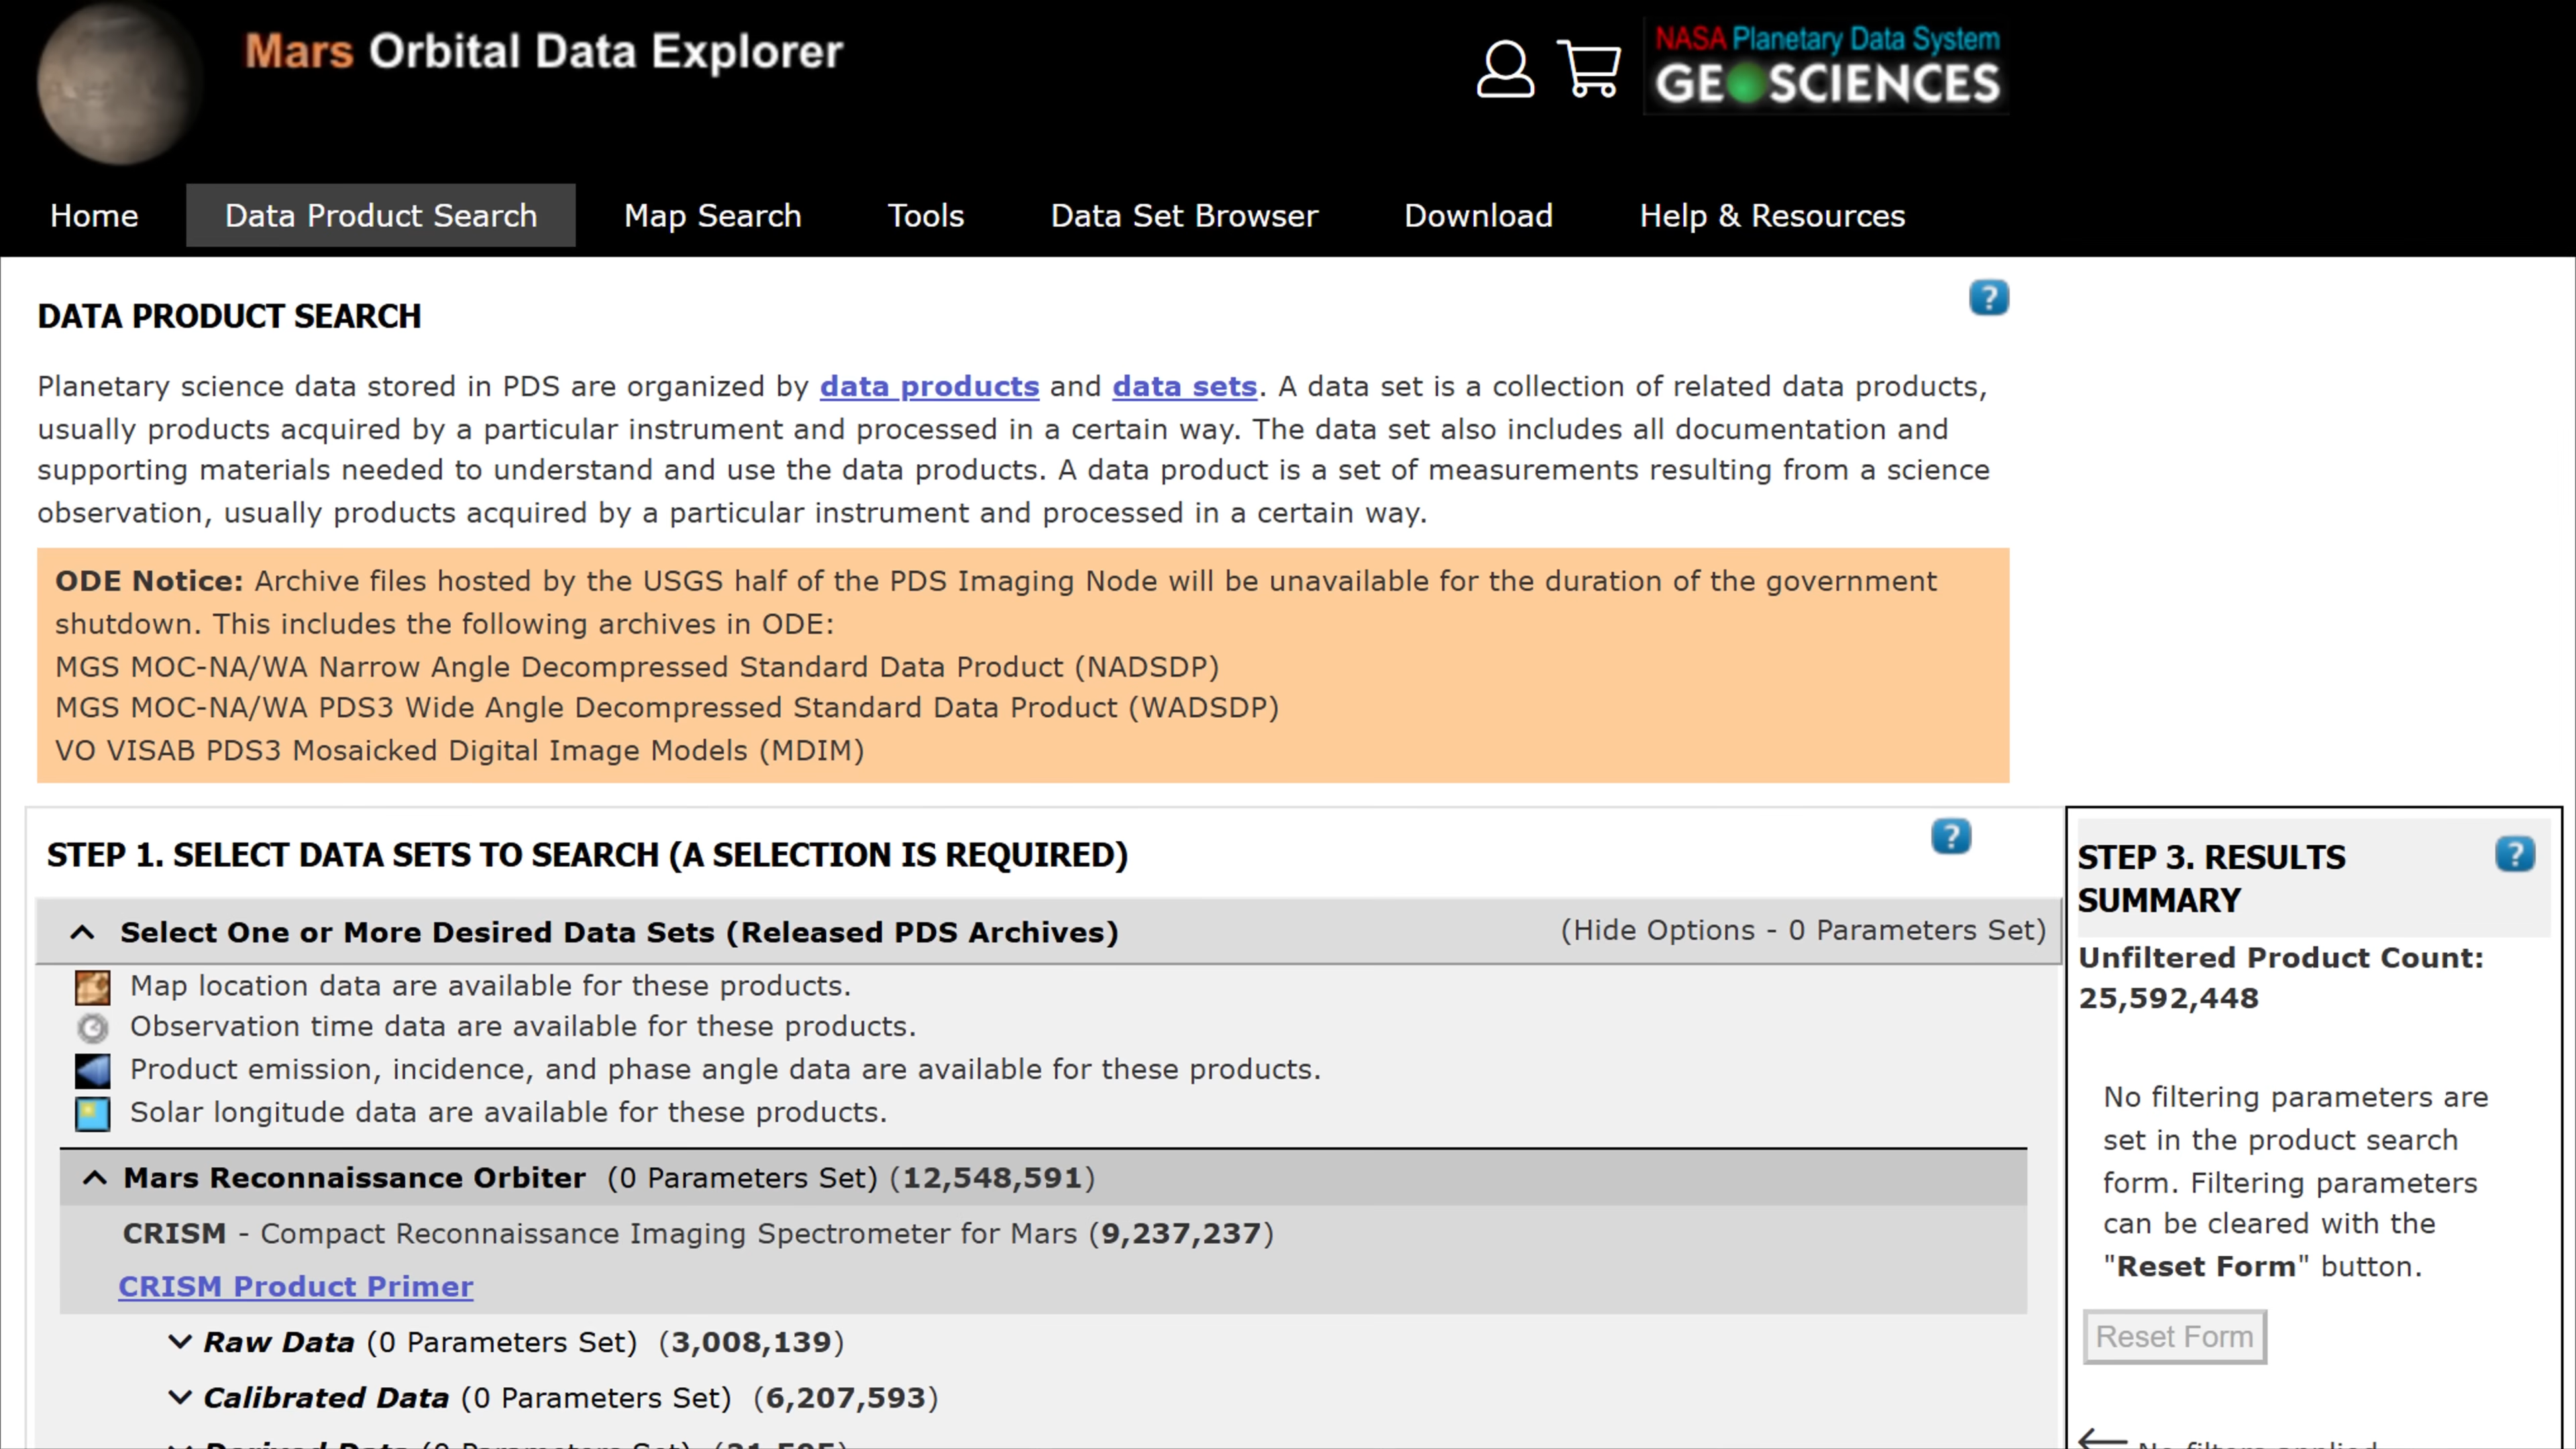 Mars Orbital Data Explorer
NASA Planetary Data System
GEOSCIENCES
Home
Data Product Search
Map Search
Tools
Data Set Browser
Download
Help & Resources
DATA PRODUCT SEARCH
Planetary science data stored in PDS are organized by data products and data sets. A data set is a collection of related data products,
usually products acquired by a particular instrument and processed in a certain way. The data set also includes all documentation and
supporting materials needed to understand and use the data products. A data product is a set of measurements resulting from a science
observation, usually products acquired by a particular instrument and processed in a certain way.
ODE Notice: Archive files hosted by the USGS half of the PDS Imaging Node will be unavailable for the duration of the government
shutdown. This includes the following archives in ODE:
MGS MOC-NA/WA Narrow Angle Decompressed Standard Data Product (NADSDP)
MGS MOC-NA/WA PDS3 Wide Angle Decompressed Standard Data Product (WADSDP)
VO VISAB PDS3 Mosaicked Digital Image Models (MDIM)
STEP 1. SELECT DATA SETS TO SEARCH (A SELECTION IS REQUIRED)
Select One or More Desired Data Sets (Released PDS Archives)
(Hide Options - 0 Parameters Set)
Map location data are available for these products.
Observation time data are available for these products.
Product emission, incidence, and phase angle data are available for these products.
Solar longitude data are available for these products.
Mars Reconnaissance Orbiter (0 Parameters Set) (12,548,591)
CRISM - Compact Reconnaissance Imaging Spectrometer for Mars (9,237,237)
CRISM Product Primer
Raw Data (0 Parameters Set) (3,008,139)
Calibrated Data (0 Parameters Set) (6,207,593)
Derived Data (0 Parameters Set) (21,505)
STEP 3. RESULTS
SUMMARY
Unfiltered Product Count:
25,592,448
No filtering parameters are
set in the product search
form. Filtering parameters
can be cleared with the
"Reset Form" button.
Reset Form
No filters applied